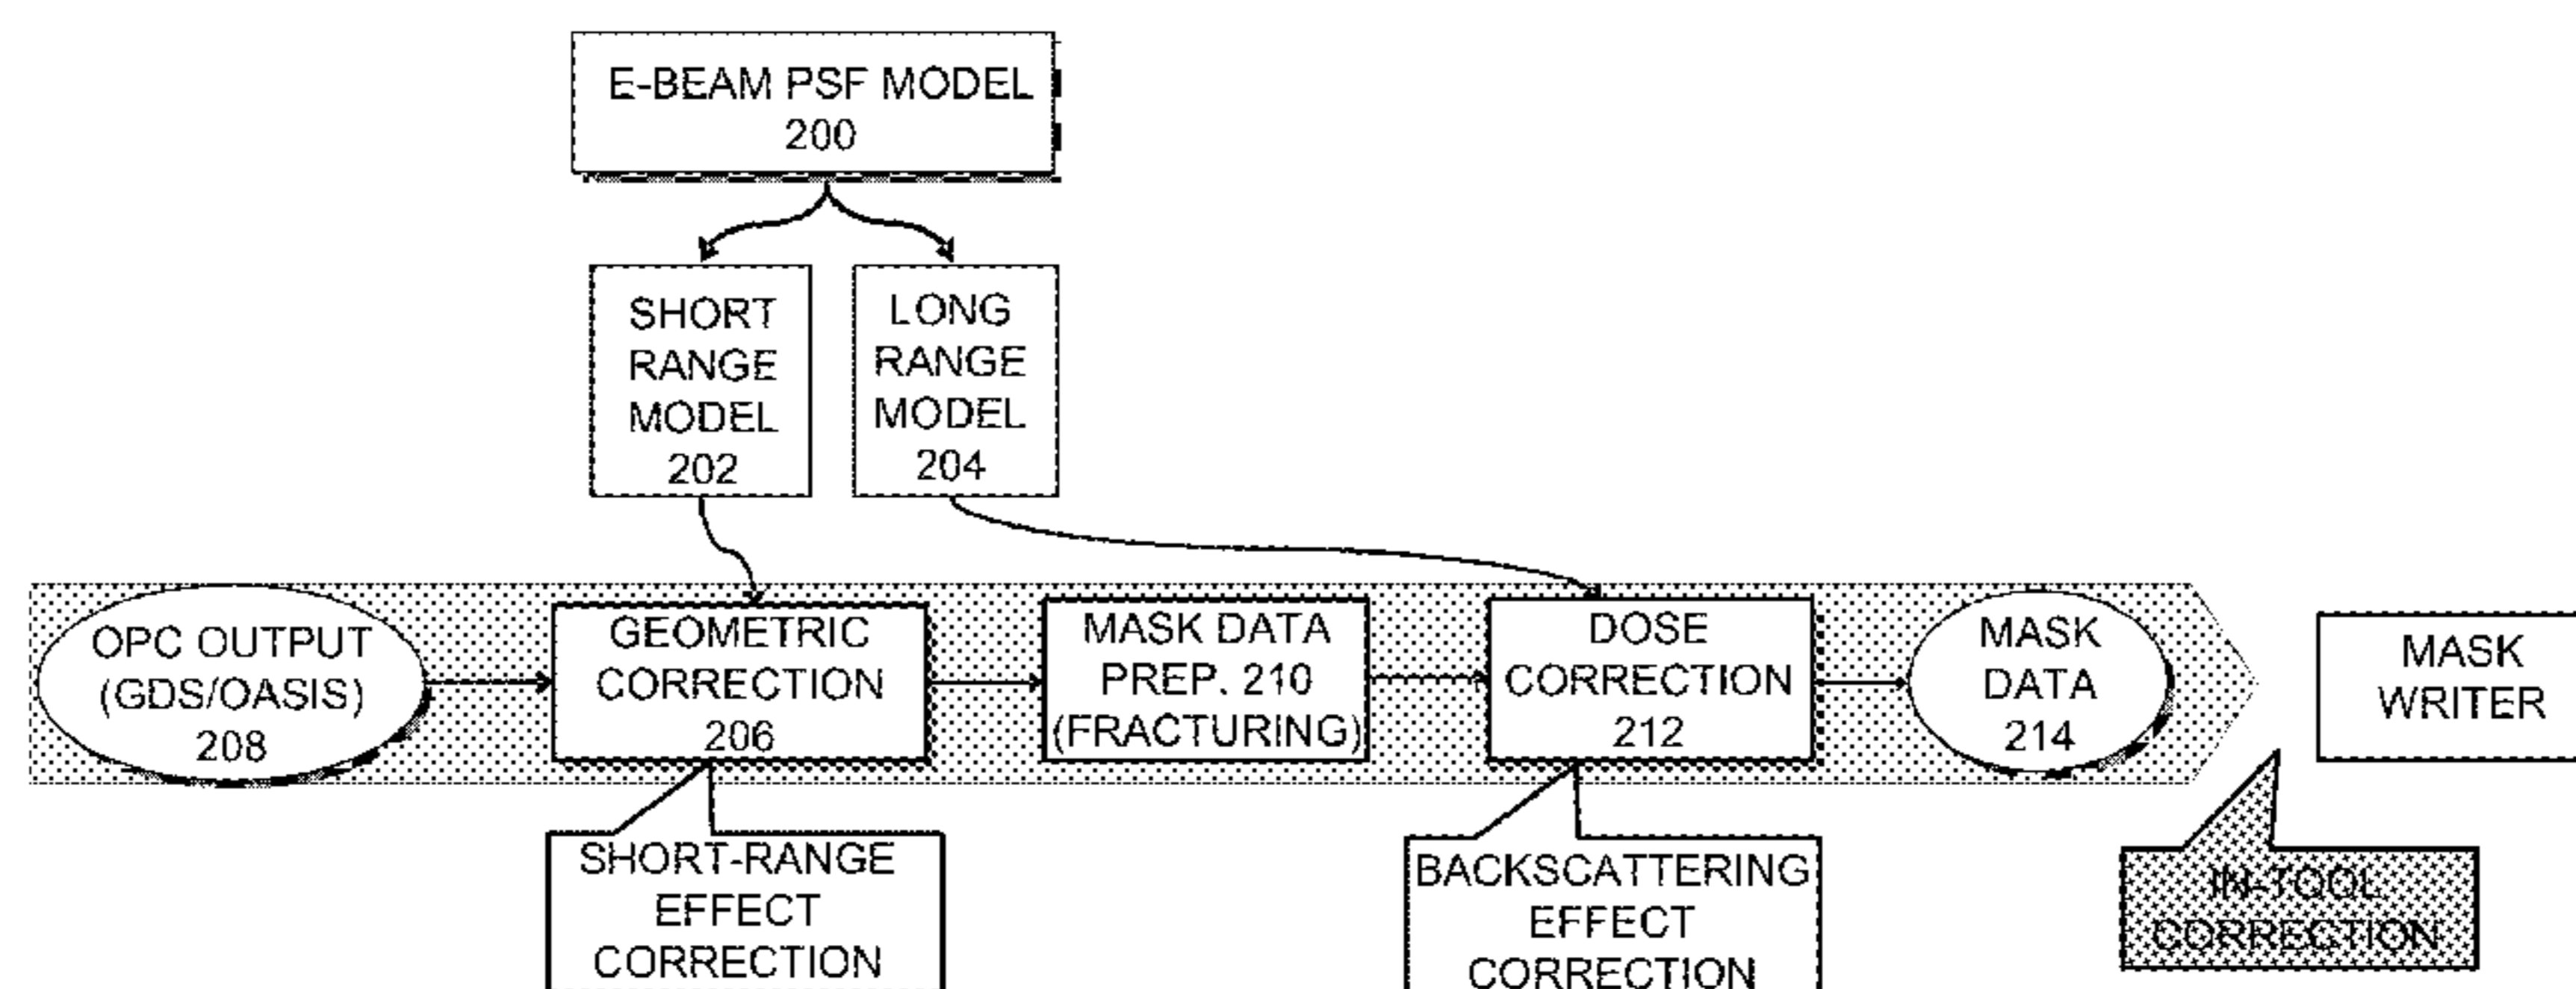 E-BEAM PSF MODEL
200
SHORT
RANGE
MODEL
202
LONG
RANGE
MODEL
204
OPC OUTPUT
(GDS/OASIS)
208
GEOMETRIC
CORRECTION
206
MASK DATA
PREP. 210
(FRACTURING)
DOSE
CORRECTION
212
MASK
DATA
214
MASK
WRITER
SHORT-RANGE
EFFECT
CORRECTION
BACKSCATTERING
EFFECT
CORRECTION
IN-TOOL
CORRECTION